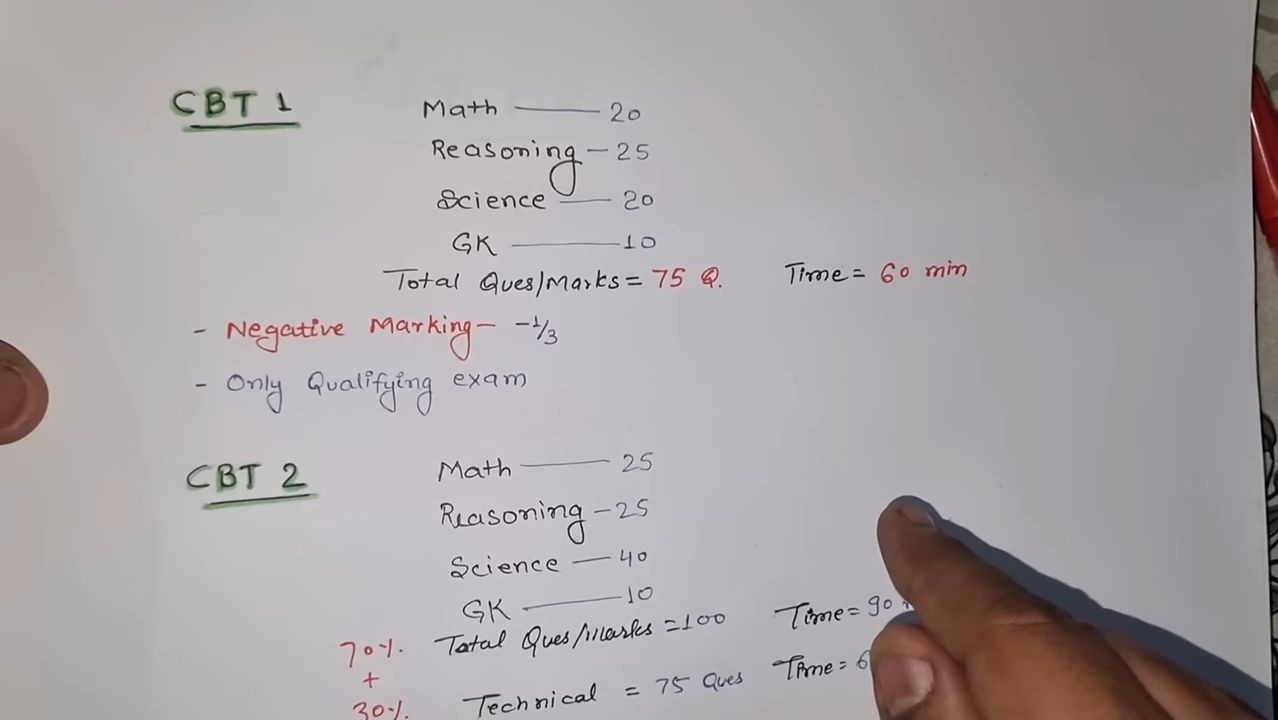 CBT 1 Math — 20
Reasoning — 25
Science — 20
GK — 10
Total Ques/Marks = 75 Q. Time = 60 min
- Negative Marking — -1/3
- Only Qualifying exam
CBT 2 Math — 25
Reasoning — 25
Science — 40
GK — 10
70% Total Ques/Marks = 100 Time = 90
+
30% Technical = 75 Ques Time = 6